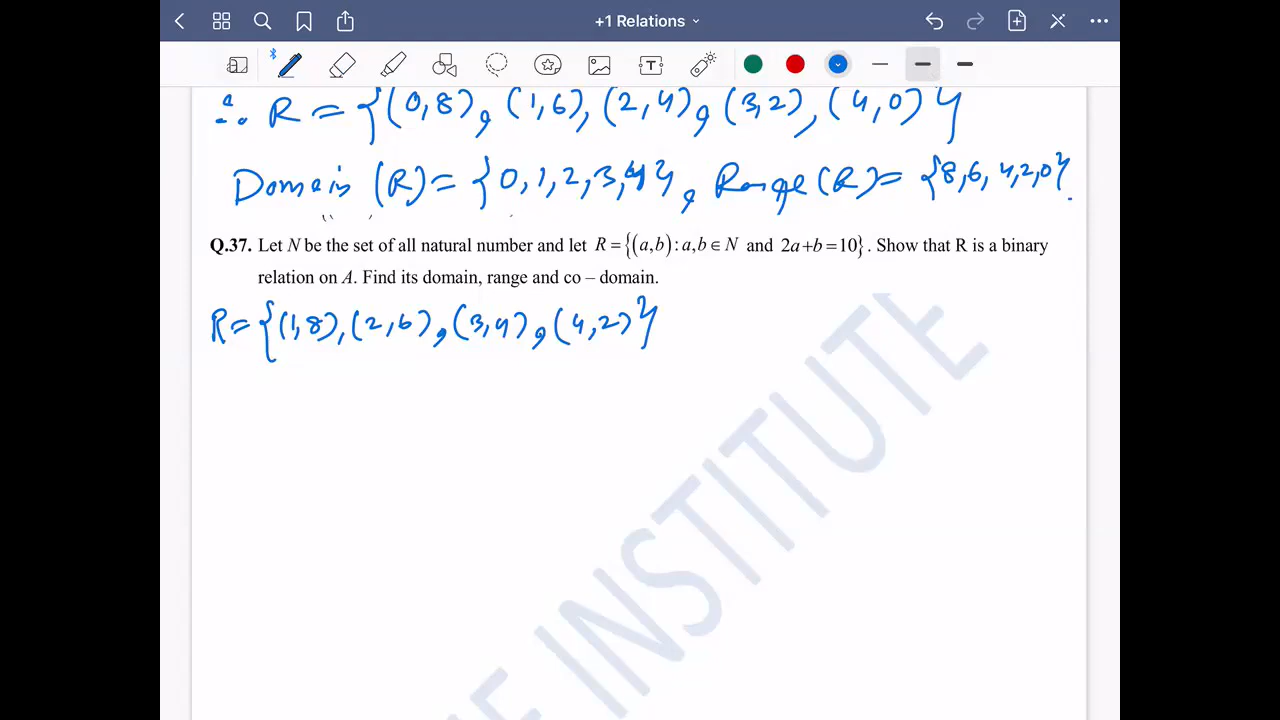 +1 Relations
∴ R = {(0,8), (1,6), (2,4), (3,2), (4,0)}
Domain (R) = {0,1,2,3,4}, Range (R) = {8,6,4,2,0}.
Q.37. Let N be the set of all natural number and let R = {(a,b) : a,b ∈ N and 2a+b=10}. Show that R is a binary
relation on A. Find its domain, range and co – domain.
R = {(1,8), (2,6), (3,4), (4,2)}
E INSTITUTE